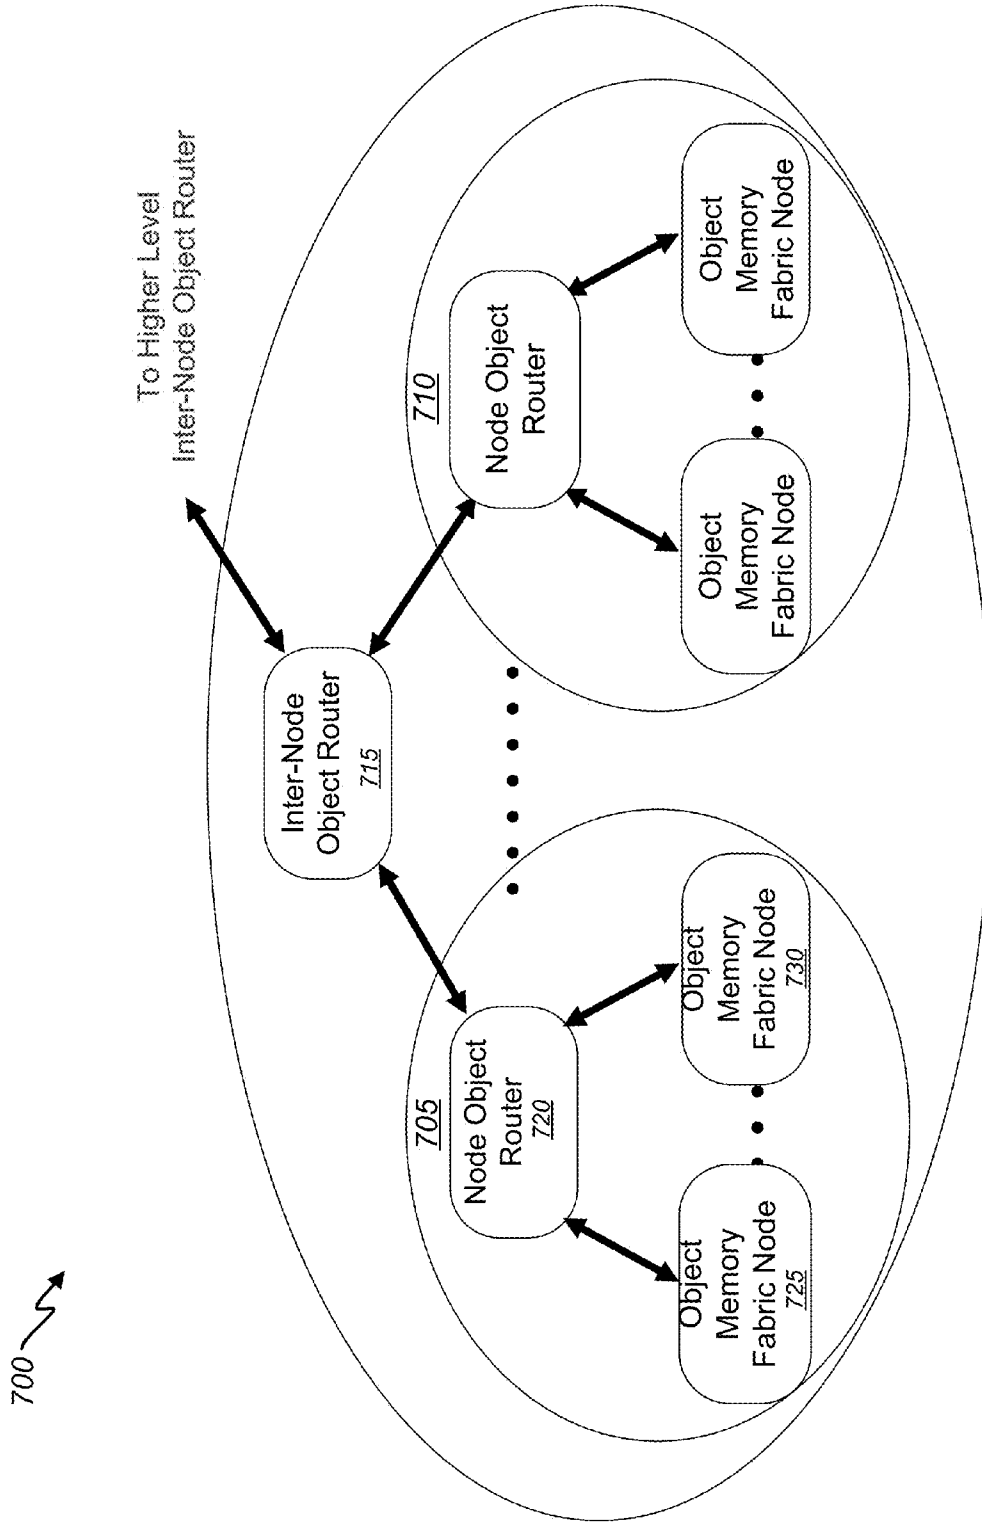 700
To Higher Level
Inter-Node Object Router
Inter-Node
Object Router
715
705
Node Object
Router
720
710
Node Object
Router
Object
Memory
Fabric Node
725
Object
Memory
Fabric Node
730
Object
Memory
Fabric Node
Object
Memory
Fabric Node